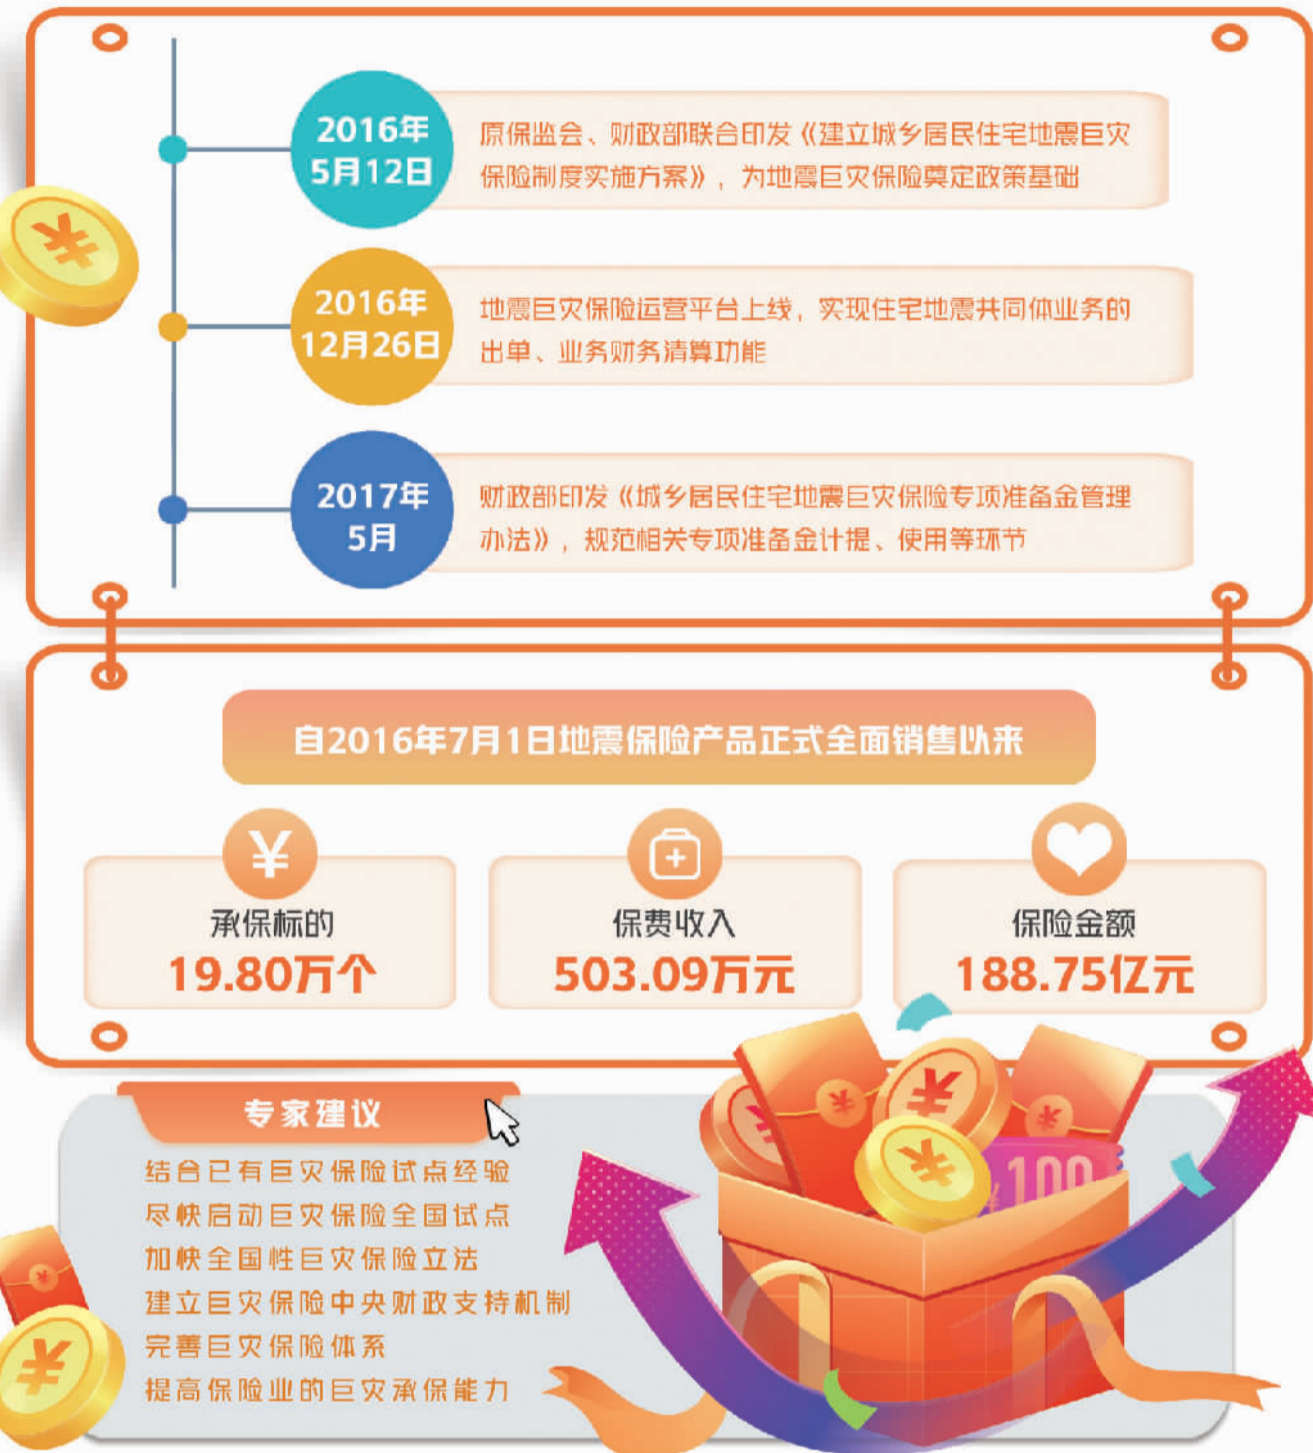 2016年
5月12日
原保监会、财政部联合印发《建立城乡居民住宅地震巨灾
保险制度实施方案》，为地震巨灾保险奠定政策基础
2016年
12月26日
地震巨灾保险运营平台上线，实现住宅地震共同体业务的
出单、业务财务清算功能
2017年
5月
财政部印发《城乡居民住宅地震巨灾保险专项准备金管理
办法》，规范相关专项准备金计提、使用等环节
自2016年7月1日地震保险产品正式全面销售以来
¥
承保标的
19.80万个
保费收入
503.09万元
保险金额
188.75亿元
专家建议
结合已有巨灾保险试点经验
尽快启动巨灾保险全国试点
加快全国性巨灾保险立法
建立巨灾保险中央财政支持机制
完善巨灾保险体系
提高保险业的巨灾承保能力
¥
¥
¥
¥
¥100
¥
¥
¥